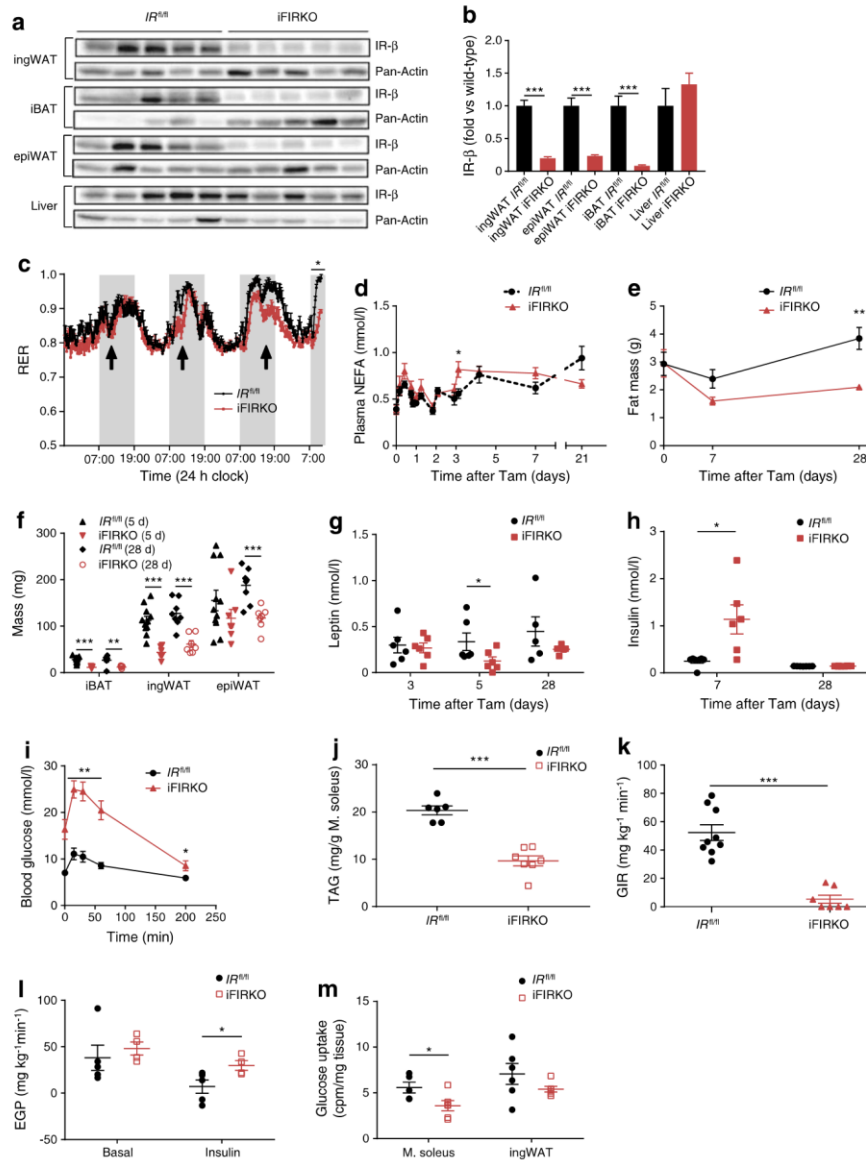 a
IR^fl/fl
iFIRKO
ingWAT
IR-β
Pan-Actin
iBAT
IR-β
Pan-Actin
epiWAT
IR-β
Pan-Actin
Liver
IR-β
Pan-Actin
b
IR-β (fold vs wild-type)
2.0
1.5
1.0
0.5
0
***
***
***
ingWAT IR^fl/fl
ingWAT iFIRKO
epiWAT IR^fl/fl
epiWAT iFIRKO
iBAT IR^fl/fl
iBAT iFIRKO
Liver IR^fl/fl
Liver iFIRKO
c
RER
1.0
0.9
0.8
0.7
0.6
0.5
*
IR^fl/fl
iFIRKO
07:00 19:00 07:00 19:00 07:00 19:00 7:00
Time (24 h clock)
d
Plasma NEFA (mmol/l)
1.5
1.0
0.5
0
IR^fl/fl
iFIRKO
*
0 1 2 3 5 7 21
Time after Tam (days)
e
Fat mass (g)
5
4
3
2
1
0
IR^fl/fl
iFIRKO
**
0 7 28
Time after Tam (days)
f
Mass (mg)
300
200
100
0
IR^fl/fl (5 d)
iFIRKO (5 d)
IR^fl/fl (28 d)
iFIRKO (28 d)
*** ** *** *** ***
iBAT ingWAT epiWAT
g
Leptin (nmol/l)
1.5
1.0
0.5
0
IR^fl/fl
iFIRKO
*
3 5 28
Time after Tam (days)
h
Insulin (nmol/l)
3
2
1
0
IR^fl/fl
iFIRKO
*
7 28
Time after Tam (days)
i
Blood glucose (mmol/l)
30
20
10
0
IR^fl/fl
iFIRKO
**
*
0 50 100 150 200 250
Time (min)
j
TAG (mg/g M. soleus)
30
20
10
0
IR^fl/fl
iFIRKO
***
IR^fl/fl iFIRKO
k
GIR (mg kg⁻¹ min⁻¹)
100
80
60
40
20
0
IR^fl/fl
iFIRKO
***
IR^fl/fl iFIRKO
l
EGP (mg kg⁻¹min⁻¹)
100
50
0
-50
IR^fl/fl
iFIRKO
*
Basal Insulin
m
Glucose uptake
(cpm/mg tissue)
15
10
5
0
IR^fl/fl
iFIRKO
*
M. soleus ingWAT